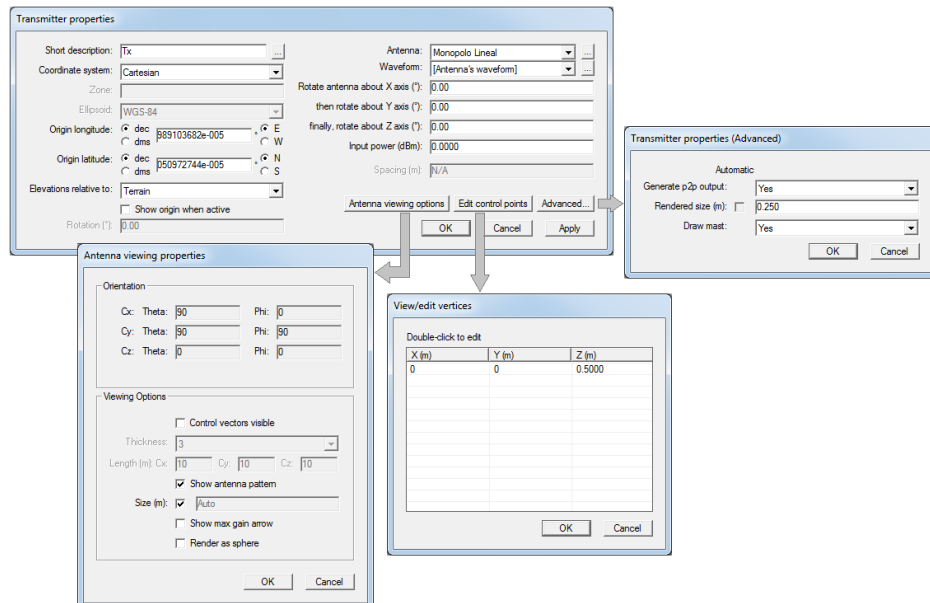 Transmitter properties
Short description: Tx ...
Coordinate system: Cartesian
Zone:
Ellipsoid: WGS-84
Origin longitude: dec dms 989103682e-005 ° E W
Origin latitude: dec dms 050972744e-005 ° N S
Elevations relative to: Terrain
Show origin when active
Rotation (°): 0.00
Antenna: Monopolo Lineal ...
Waveform: [Antenna's waveform] ...
Rotate antenna about X axis (°): 0.00
then rotate about Y axis (°): 0.00
finally, rotate about Z axis (°): 0.00
Input power (dBm): 0.0000
Spacing (m): N/A
Antenna viewing options Edit control points Advanced...
OK Cancel Apply
Transmitter properties (Advanced)
Automatic
Generate p2p output: Yes
Rendered size (m): 0.250
Draw mast: Yes
OK Cancel
Antenna viewing properties
Orientation
Cx: Theta: 90 Phi: 0
Cy: Theta: 90 Phi: 90
Cz: Theta: 0 Phi: 0
Viewing Options
Control vectors visible
Thickness: 3
Length (m): Cx: 10 Cy: 10 Cz: 10
Show antenna pattern
Size (m): Auto
Show max gain arrow
Render as sphere
OK Cancel
View/edit vertices
Double-click to edit
X (m) Y (m) Z (m)
0 0 0.5000
OK Cancel